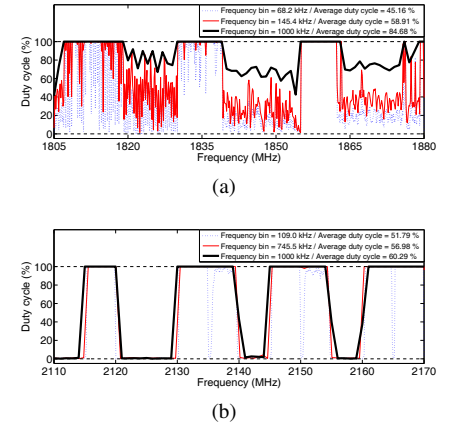 Frequency bin = 68.2 kHz / Average duty cycle = 45.16 %
Frequency bin = 145.4 kHz / Average duty cycle = 58.91 %
Frequency bin = 1000 kHz / Average duty cycle = 84.68 %
Duty cycle (%)
100
80
60
40
20
0
1805 1820 1835 1850 1865 1880
Frequency (MHz)
(a)
Frequency bin = 109.0 kHz / Average duty cycle = 51.79 %
Frequency bin = 745.5 kHz / Average duty cycle = 56.98 %
Frequency bin = 1000 kHz / Average duty cycle = 60.29 %
Duty cycle (%)
100
80
60
40
20
0
2110 2120 2130 2140 2150 2160 2170
Frequency (MHz)
(b)